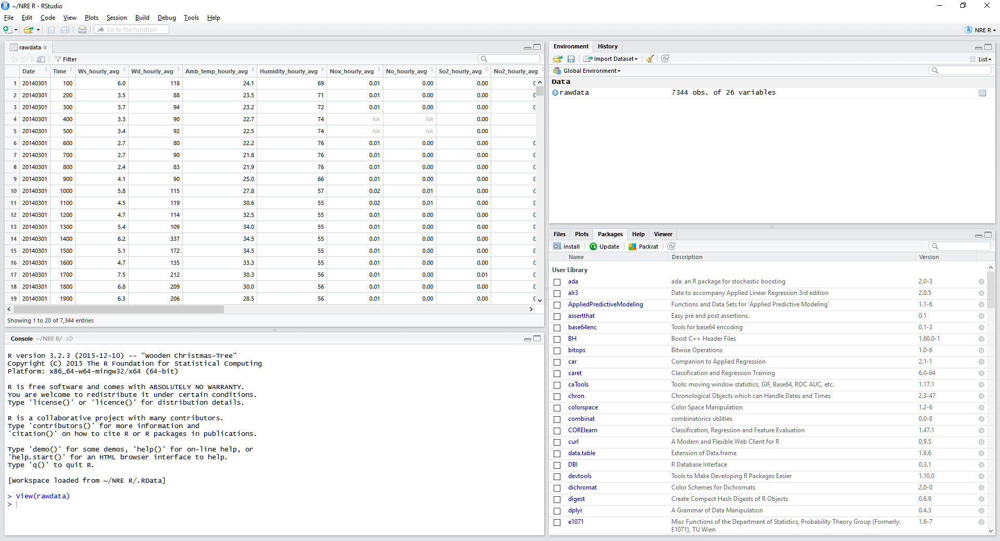 ~/NRE R - RStudio
File Edit Code View Plots Session Build Debug Tools Help
Go to file/function
NRE R
rawdata
Filter
Date Time Ws_hourly_avg Wd_hourly_avg Amb_temp_hourly_avg Humidity_hourly_avg Nox_hourly_avg No_hourly_avg So2_hourly_avg No2_hourly_avg
1 20140301 100 6.0 118 24.1 69 0.01 0.00 0.00
2 20140301 200 3.5 88 23.5 71 0.01 0.00 0.00
3 20140301 300 3.7 94 23.2 72 0.01 0.00 0.00
4 20140301 400 3.3 90 22.7 74 NA NA 0.00
5 20140301 500 3.4 92 22.5 74 NA NA 0.00
6 20140301 600 2.7 80 22.2 76 0.01 0.00 0.00
7 20140301 700 2.7 90 21.8 76 0.01 0.00 0.00
8 20140301 800 2.4 83 21.9 76 0.01 0.00 0.00
9 20140301 900 4.1 90 25.0 66 0.01 0.00 0.00
10 20140301 1000 5.8 115 27.8 57 0.02 0.01 0.00
11 20140301 1100 4.5 119 30.6 55 0.02 0.01 0.00
12 20140301 1200 4.7 114 32.5 55 0.01 0.00 0.00
13 20140301 1300 5.4 109 34.0 55 0.01 0.00 0.00
14 20140301 1400 6.2 337 34.5 55 0.01 0.00 0.00
15 20140301 1500 5.1 172 34.5 55 0.01 0.00 0.00
16 20140301 1600 4.7 135 33.3 55 0.01 0.00 0.00
17 20140301 1700 7.5 212 30.3 56 0.01 0.00 0.01
18 20140301 1800 6.8 209 30.0 56 0.01 0.00 0.00
19 20140301 1900 6.3 206 28.5 56 0.01 0.00 0.00
Showing 1 to 20 of 7,344 entries
Console ~/NRE R/
R version 3.2.3 (2015-12-10) -- "Wooden Christmas-Tree"
Copyright (C) 2015 The R Foundation for Statistical Computing
Platform: x86_64-w64-mingw32/x64 (64-bit)
R is free software and comes with ABSOLUTELY NO WARRANTY.
You are welcome to redistribute it under certain conditions.
Type 'license()' or 'licence()' for distribution details.
R is a collaborative project with many contributors.
Type 'contributors()' for more information and
'citation()' on how to cite R or R packages in publications.
Type 'demo()' for some demos, 'help()' for on-line help, or
'help.start()' for an HTML browser interface to help.
Type 'q()' to quit R.
[Workspace loaded from ~/NRE R/.RData]
> View(rawdata)
>
Environment History
Import Dataset List
Global Environment
Data
rawdata 7344 obs. of 26 variables
Files Plots Packages Help Viewer
Install Update Packrat
Name Description Version
User Library
ada ada: an R package for stochastic boosting 2.0-3
alr3 Data to accompany Applied Linear Regression 3rd edition 2.0.5
AppliedPredictiveModeling Functions and Data Sets for 'Applied Predictive Modeling' 1.1-6
assertthat Easy pre and post assertions. 0.1
base64enc Tools for base64 encoding 0.1-3
BH Boost C++ Header Files 1.60.0-1
bitops Bitwise Operations 1.0-6
car Companion to Applied Regression 2.1-1
caret Classification and Regression Training 6.0-64
caTools Tools: moving window statistics, GIF, Base64, ROC AUC, etc. 1.17.1
chron Chronological Objects which can Handle Dates and Times 2.3-47
colorspace Color Space Manipulation 1.2-6
combinat combinatorics utilities 0.0-8
CORElearn Classification, Regression and Feature Evaluation 1.47.1
curl A Modern and Flexible Web Client for R 0.9.5
data.table Extension of Data.frame 1.9.6
DBI R Database Interface 0.3.1
devtools Tools to Make Developing R Packages Easier 1.10.0
dichromat Color Schemes for Dichromats 2.0-0
digest Create Compact Hash Digests of R Objects 0.6.9
dplyr A Grammar of Data Manipulation 0.4.3
e1071 Misc Functions of the Department of Statistics, Probability Theory Group (Formerly: 1.6-7
E1071), TU Wien